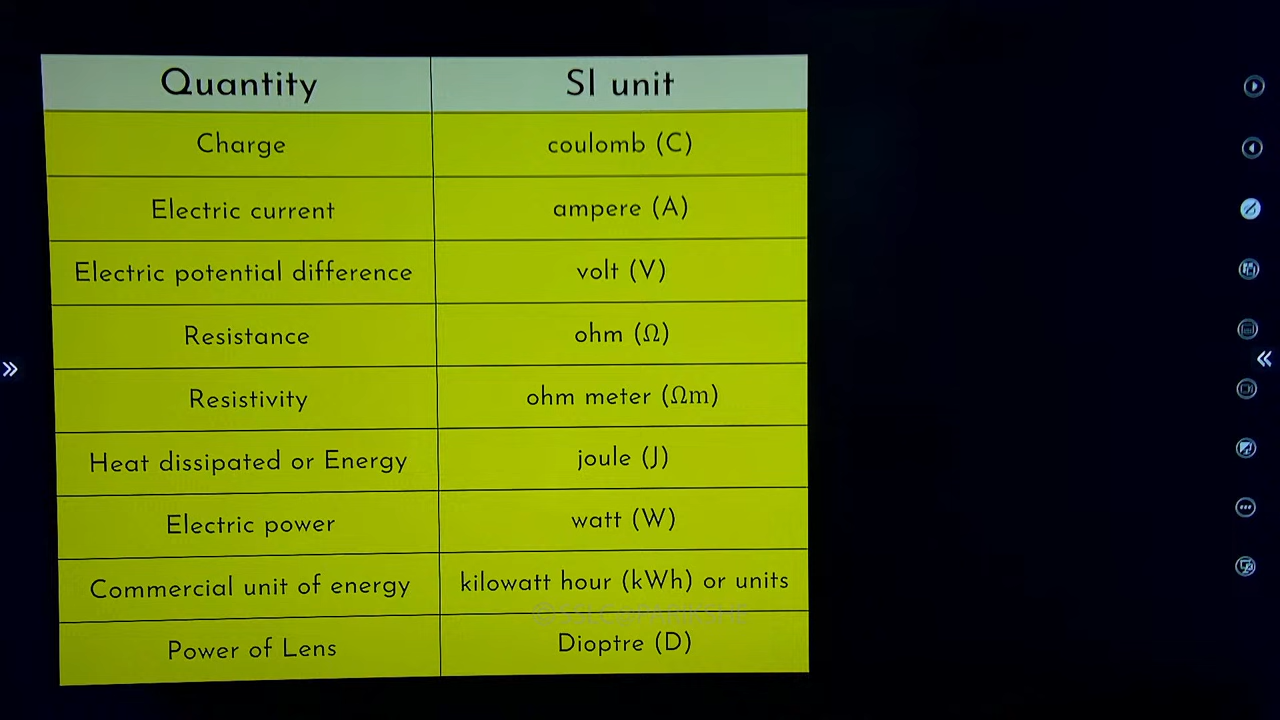 Quantity SI unit
Charge coulomb (C)
Electric current ampere (A)
Electric potential difference volt (V)
Resistance ohm (Ω)
Resistivity ohm meter (Ωm)
Heat dissipated or Energy joule (J)
Electric power watt (W)
Commercial unit of energy kilowatt hour (kWh) or units
Power of Lens Dioptre (D)